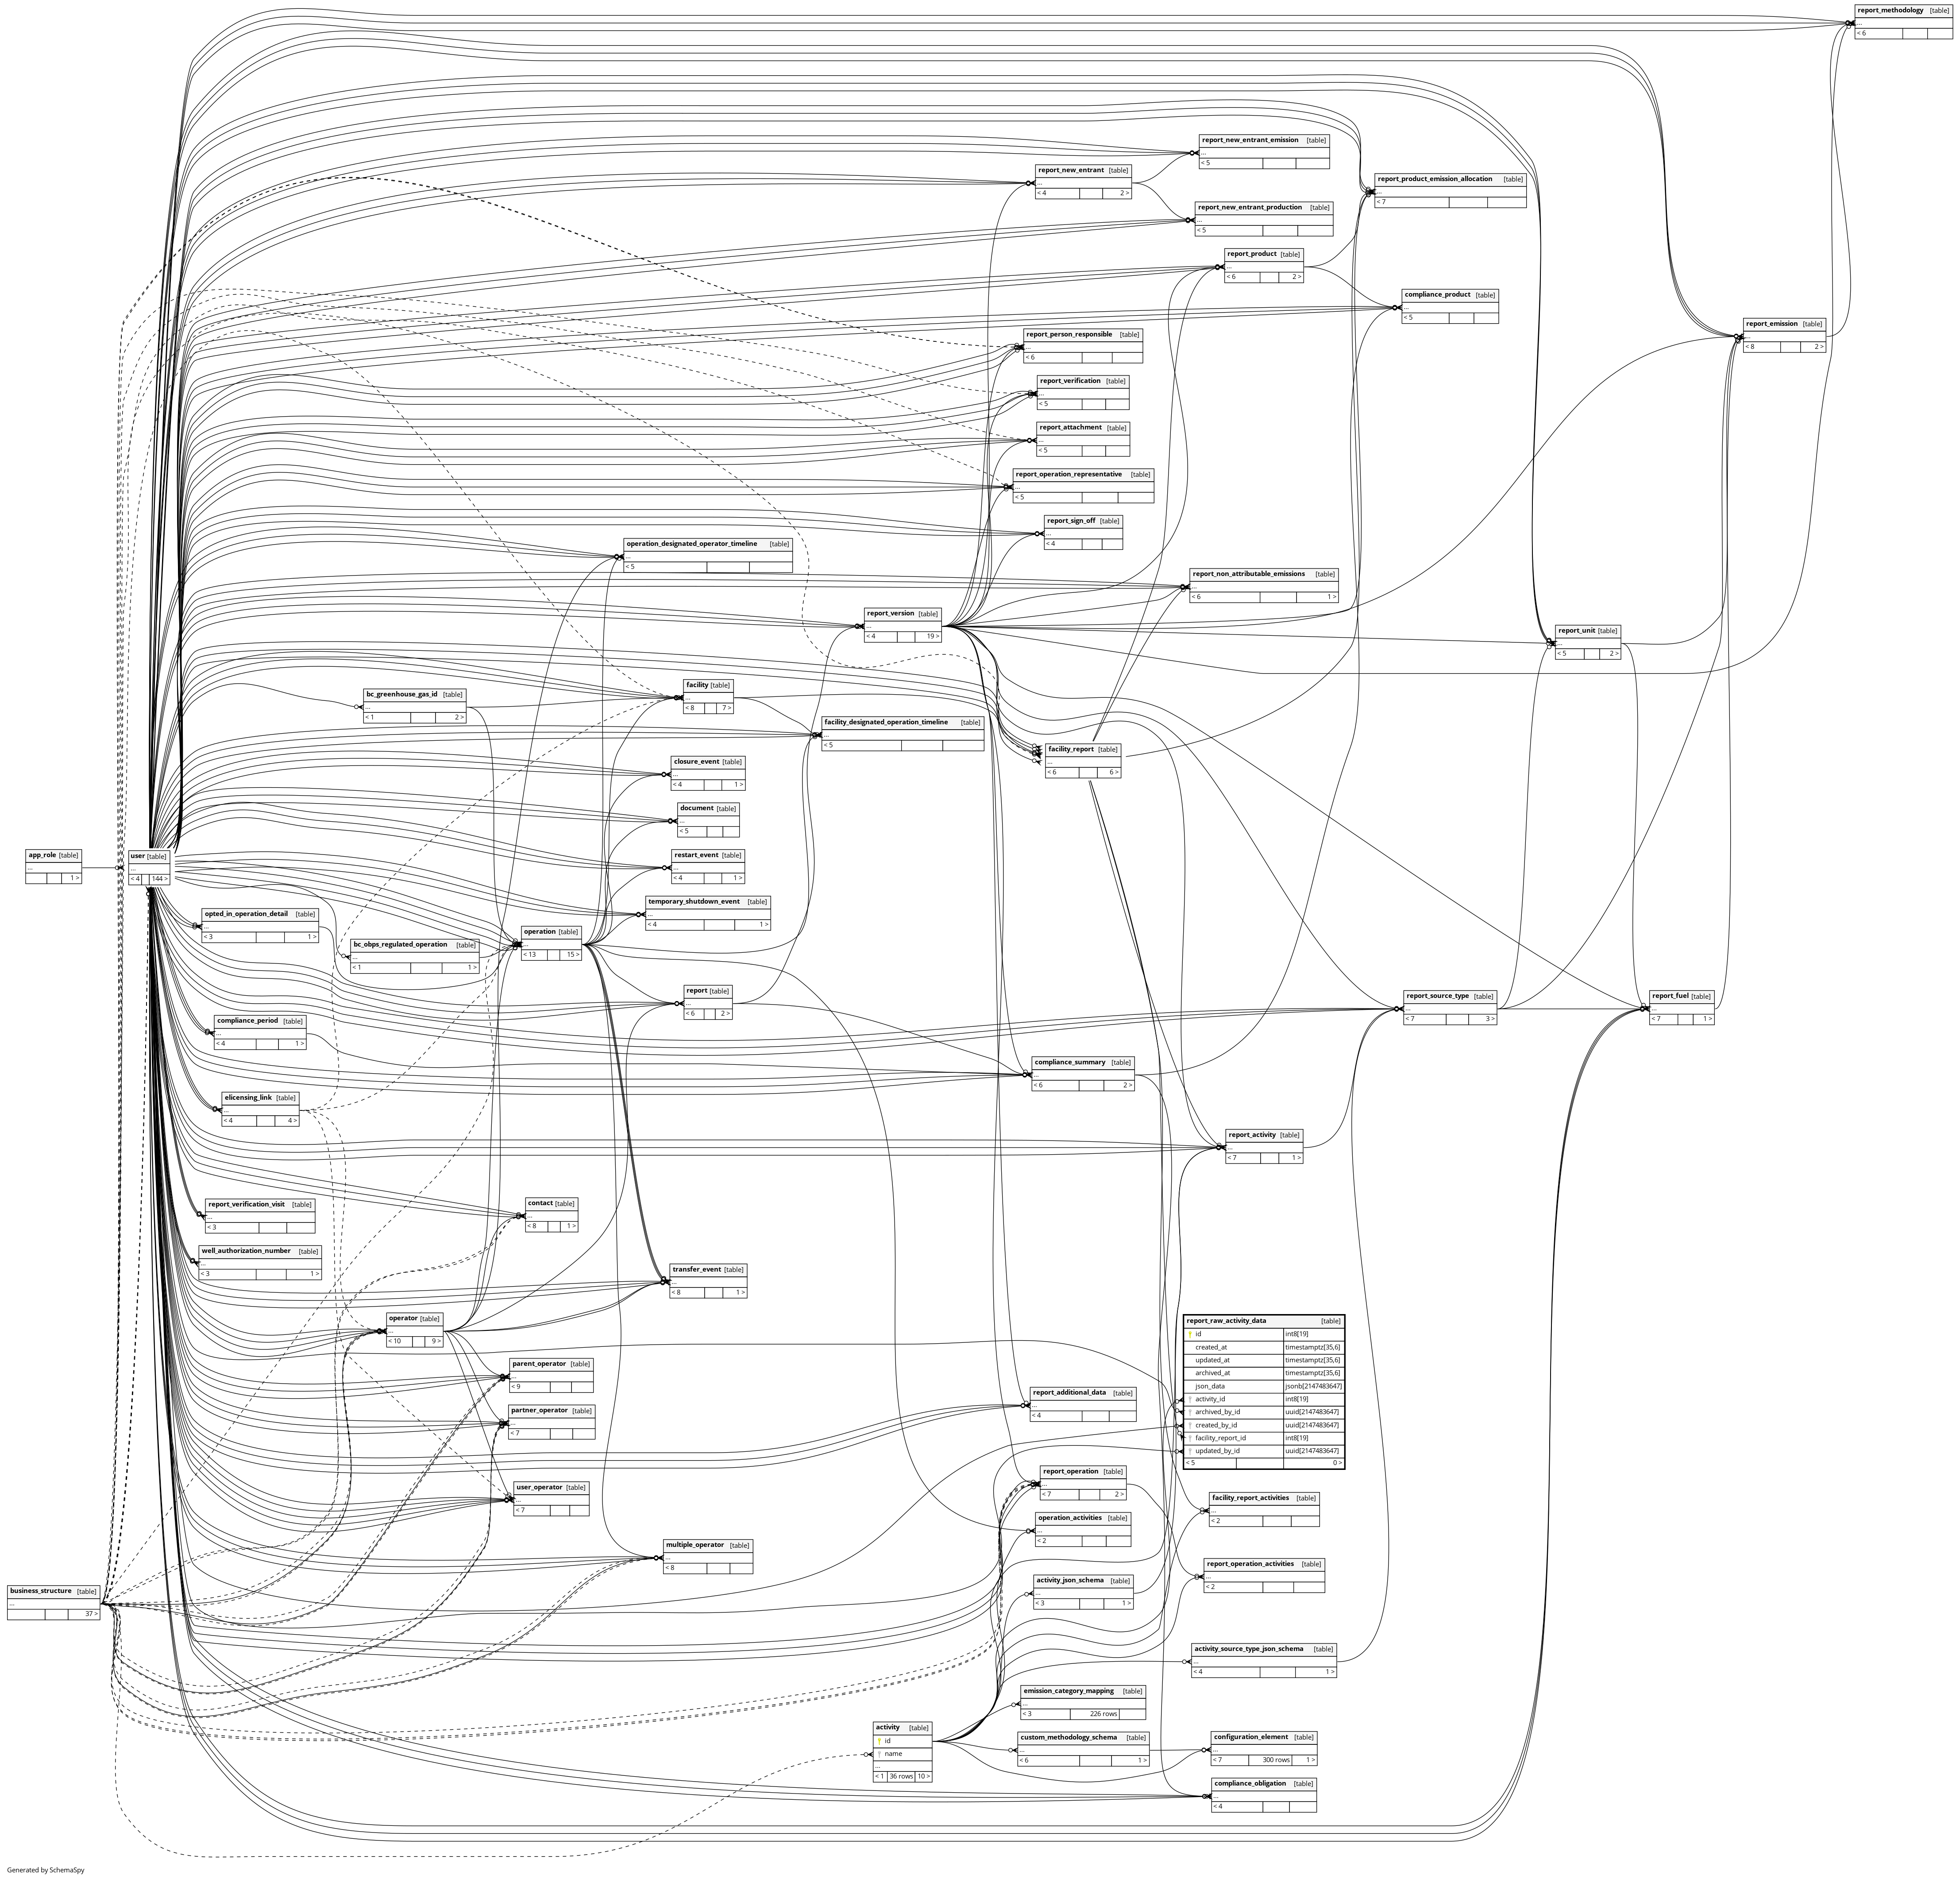 report_methodology [table]
...
< 6
report_new_entrant_emission [table]
...
< 5
report_new_entrant [table]
...
< 4 2 >
report_product_emission_allocation [table]
...
< 7
report_new_entrant_production [table]
...
< 5
report_product [table]
...
< 6 2 >
compliance_product [table]
...
< 5
report_emission [table]
...
< 8 2 >
report_person_responsible [table]
...
< 6
report_verification [table]
...
< 5
report_attachment [table]
...
< 5
report_operation_representative [table]
...
< 5
report_sign_off [table]
...
< 4
operation_designated_operator_timeline [table]
...
< 5
report_non_attributable_emissions [table]
...
< 6 1 >
report_version [table]
...
< 4 19 >
report_unit [table]
...
< 5 2 >
facility [table]
...
< 8 7 >
bc_greenhouse_gas_id [table]
...
< 1 2 >
facility_designated_operation_timeline [table]
...
< 5
facility_report [table]
...
< 6 6 >
closure_event [table]
...
< 4 1 >
document [table]
...
< 5
app_role [table]
...
1 >
user [table]
...
< 4 144 >
restart_event [table]
...
< 4 1 >
temporary_shutdown_event [table]
...
< 4 1 >
opted_in_operation_detail [table]
...
< 3 1 >
operation [table]
...
< 13 15 >
bc_obps_regulated_operation [table]
...
< 1 1 >
report [table]
...
< 6 2 >
report_source_type [table]
...
< 7 3 >
report_fuel [table]
...
< 7 1 >
compliance_period [table]
...
< 4 1 >
compliance_summary [table]
...
< 6 2 >
elicensing_link [table]
...
< 4 4 >
report_activity [table]
...
< 7 1 >
report_verification_visit [table]
...
< 3
contact [table]
...
< 8 1 >
well_authorization_number [table]
...
< 3 1 >
transfer_event [table]
...
< 8 1 >
operator [table]
...
< 10 9 >
report_raw_activity_data [table]
id int8[19]
created_at timestamptz[35,6]
updated_at timestamptz[35,6]
archived_at timestamptz[35,6]
json_data jsonb[2147483647]
activity_id int8[19]
archived_by_id uuid[2147483647]
created_by_id uuid[2147483647]
facility_report_id int8[19]
updated_by_id uuid[2147483647]
< 5 0 >
parent_operator [table]
...
< 9
report_additional_data [table]
...
< 4
partner_operator [table]
...
< 7
report_operation [table]
...
< 7 2 >
user_operator [table]
...
< 7
facility_report_activities [table]
...
< 2
operation_activities [table]
...
< 2
multiple_operator [table]
...
< 8
report_operation_activities [table]
...
< 2
activity_json_schema [table]
...
< 3 1 >
business_structure [table]
...
37 >
activity_source_type_json_schema [table]
...
< 4 1 >
emission_category_mapping [table]
...
< 3 226 rows
activity [table]
id
name
...
< 1 36 rows 10 >
custom_methodology_schema [table]
...
< 6 1 >
configuration_element [table]
...
< 7 300 rows 1 >
compliance_obligation [table]
...
< 4
Generated by SchemaSpy